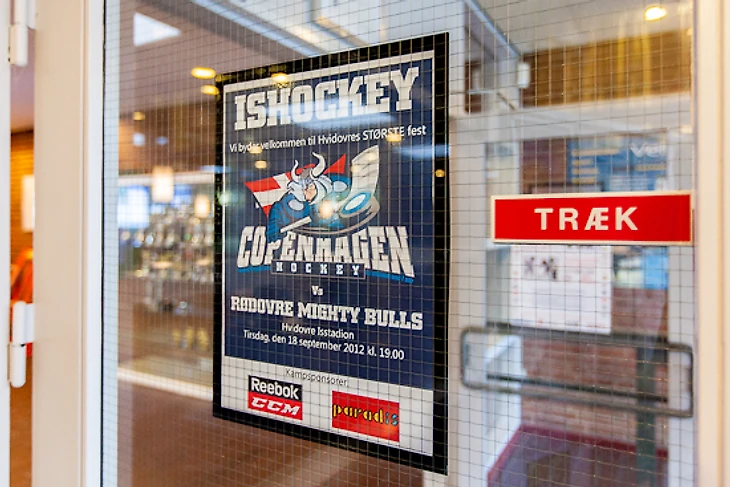 ISHOCKEY
Vi byder velkommen til Hvidovres STØRSTE fest
COPENHAGEN
HOCKEY
Vs
RØDOVRE MIGHTY BULLS
Hvidovre Isstadion
Tirsdag, den 18 september 2012 kl. 19.00
Kampsponsorer:
Reebok
CCM
paradis
TRÆK